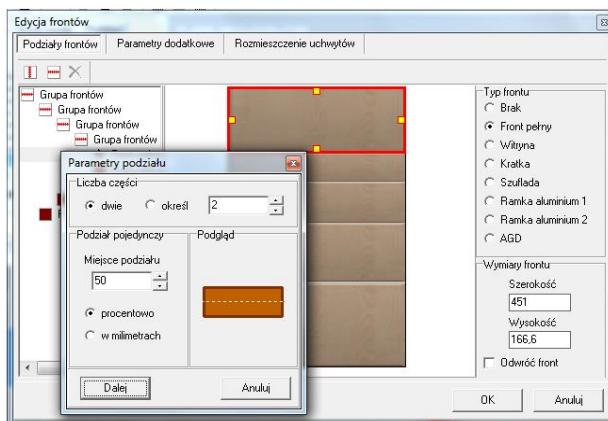 Edycja frontów
Podziały frontów Parametry dodatkowe Rozmieszczenie uchwytów
Grupa frontów
Grupa frontów
Grupa frontów
Grupa frontów
Parametry podziału
Liczba części
dwie określ 2
Podział pojedynczy
Miejsce podziału
50
procentowo
w milimetrach
Podgląd
Dalej Anuluj
Typ frontu
Brak
Front pełny
Witryna
Kratka
Szuflada
Ramka aluminium 1
Ramka aluminium 2
AGD
Wymiary frontu
Szerokość
451
Wysokość
166,6
Odwróć front
OK Anuluj